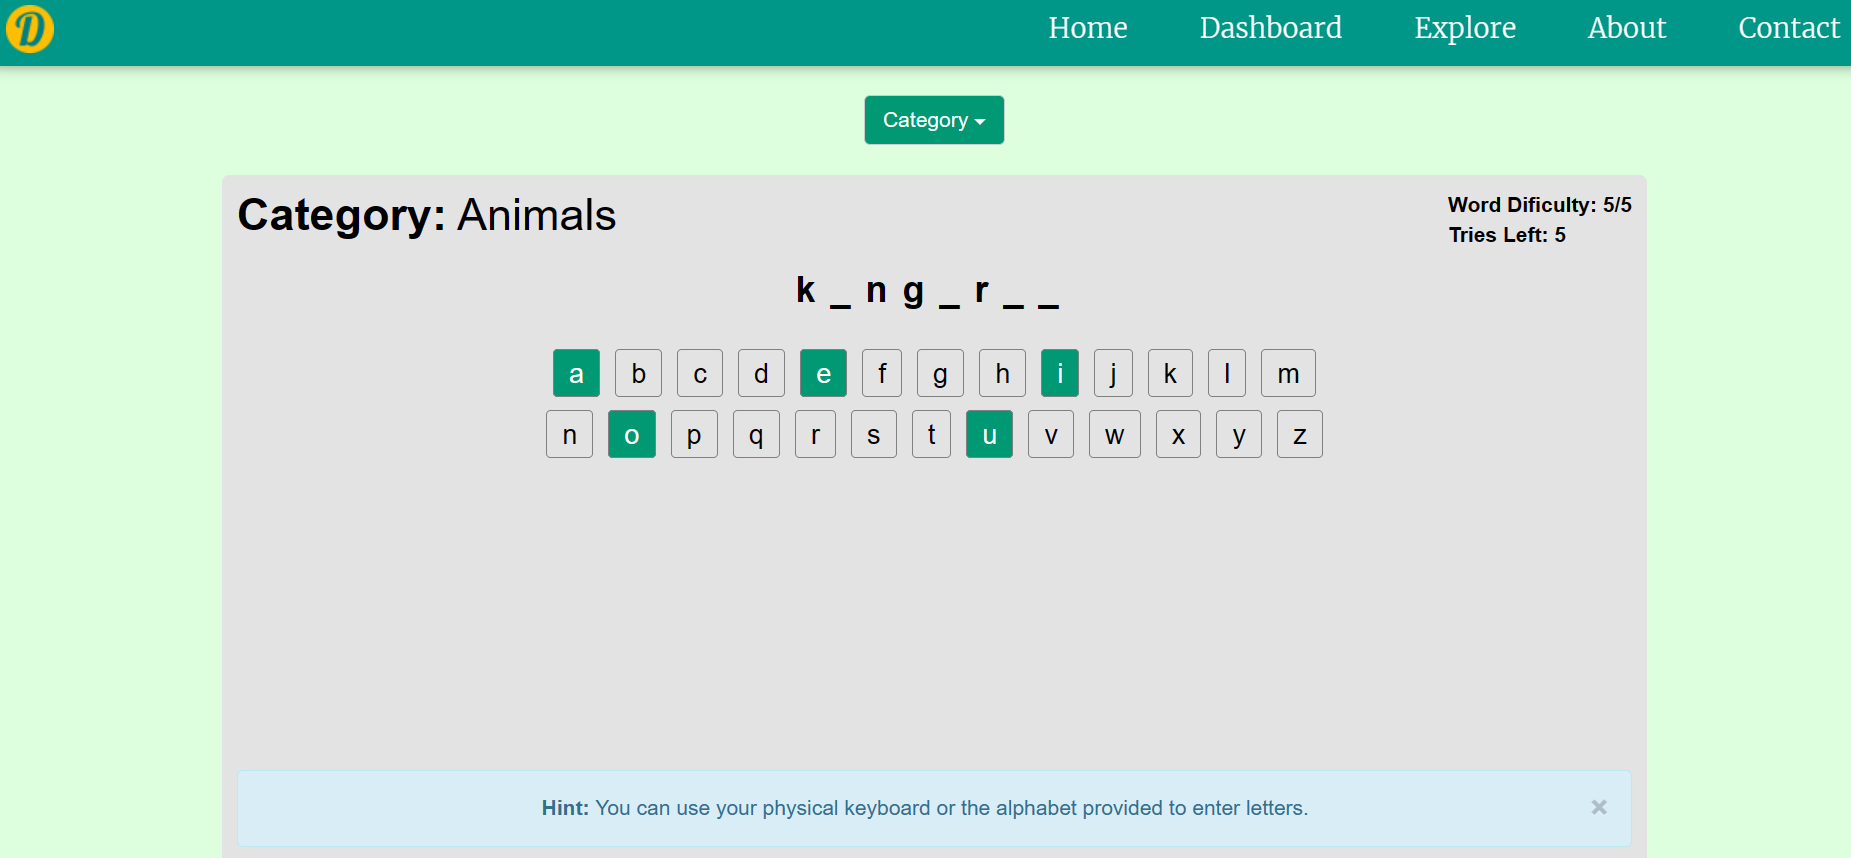 D
Home Dashboard Explore About Contact
Category
Category: Animals
Word Dificulty: 5/5
Tries Left: 5
k _ n g _ r _ _
a b c d e f g h i j k l m
n o p q r s t u v w x y z
Hint: You can use your physical keyboard or the alphabet provided to enter letters. ×